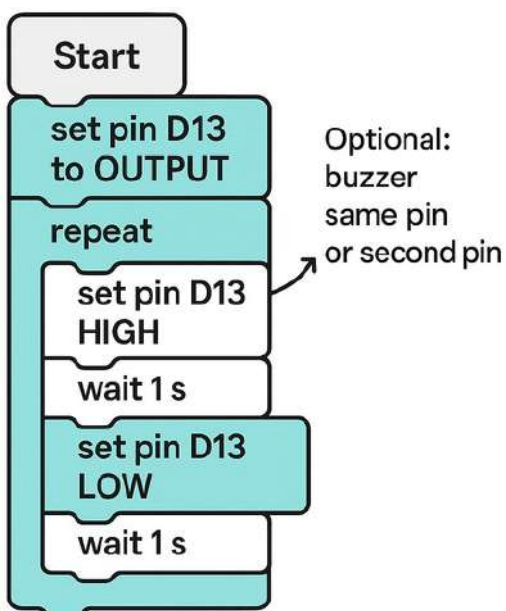 Start
set pin D13
to OUTPUT
repeat
set pin D13
HIGH
wait 1 s
set pin D13
LOW
wait 1 s
Optional:
buzzer
same pin
or second pin